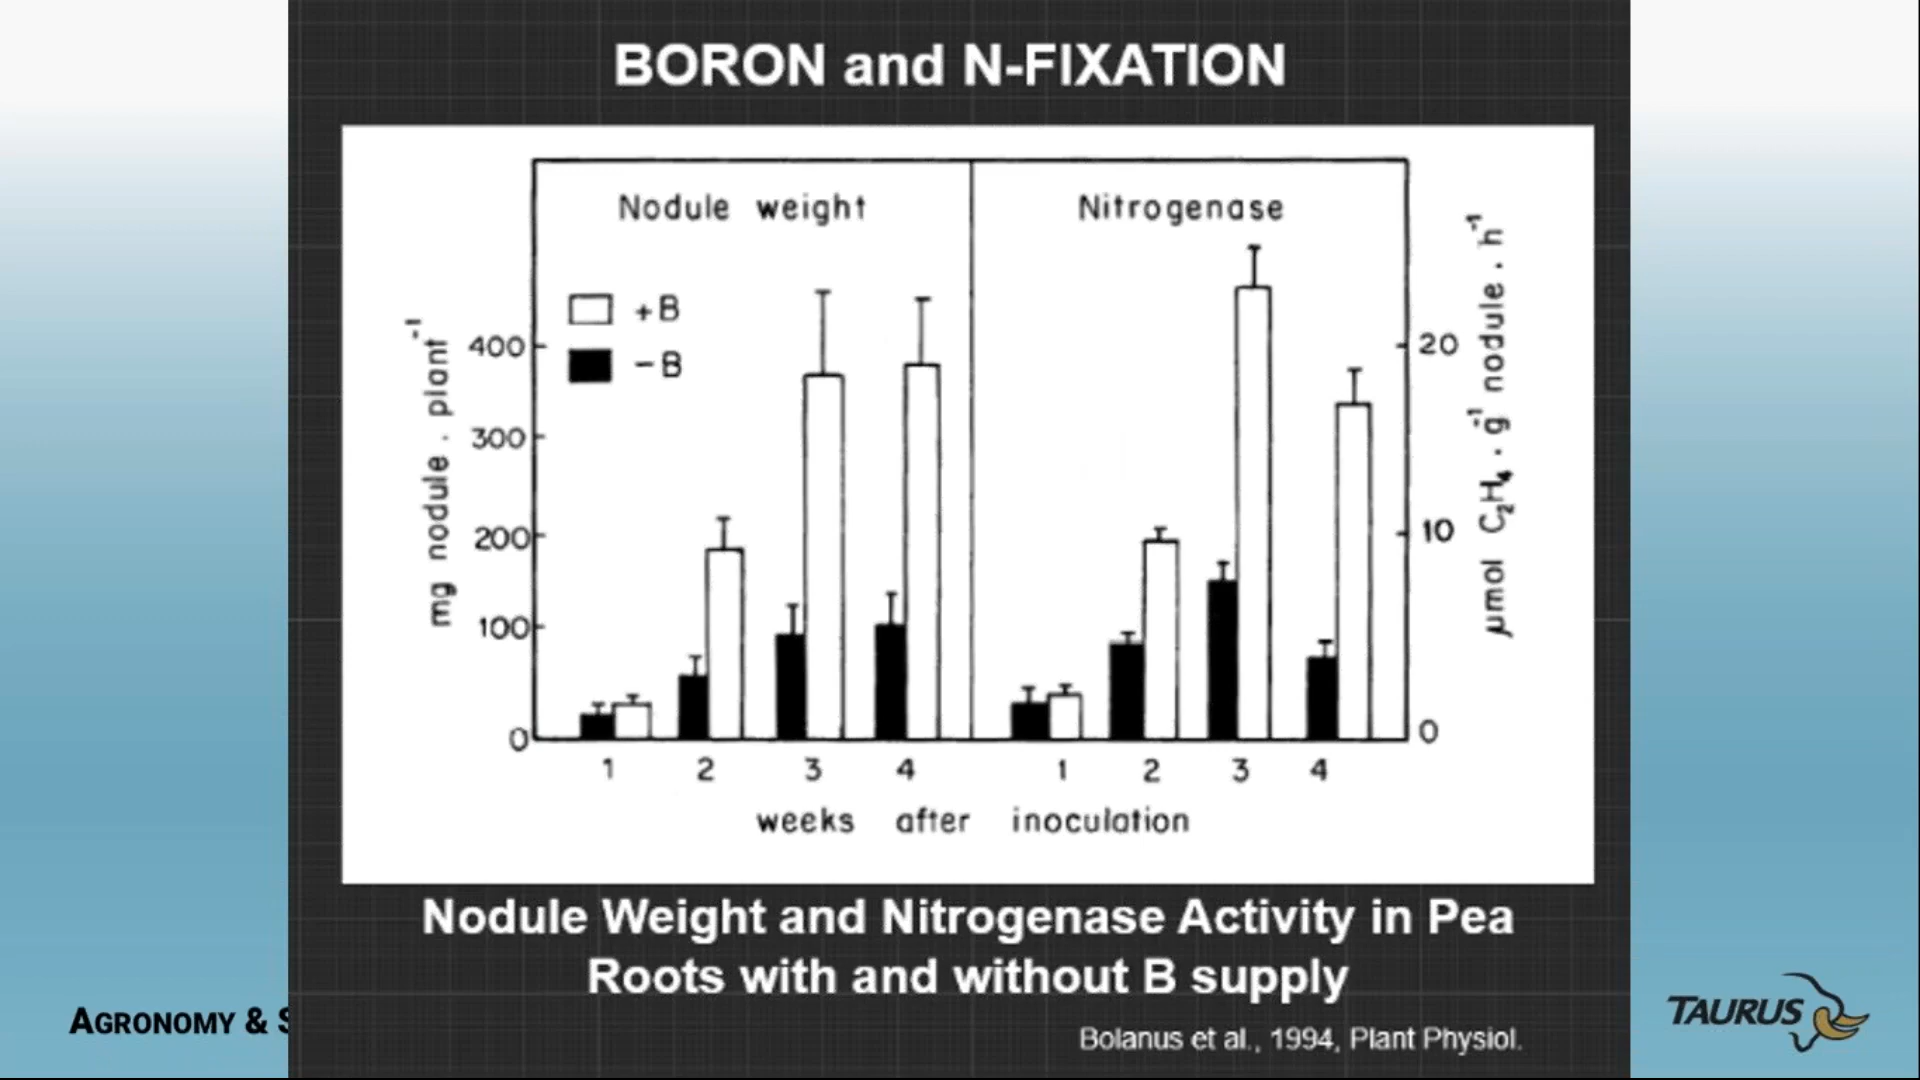 BORON and N-FIXATION
Nodule weight
Nitrogenase
+B
-B
mg nodule . plant⁻¹
400
300
200
100
0
20
10
0
µmol C₂H₄ . g⁻¹ nodule . h⁻¹
1 2 3 4 1 2 3 4
weeks after inoculation
Nodule Weight and Nitrogenase Activity in Pea
Roots with and without B supply
Bolanus et al., 1994, Plant Physiol.
AGRONOMY & S
TAURUS